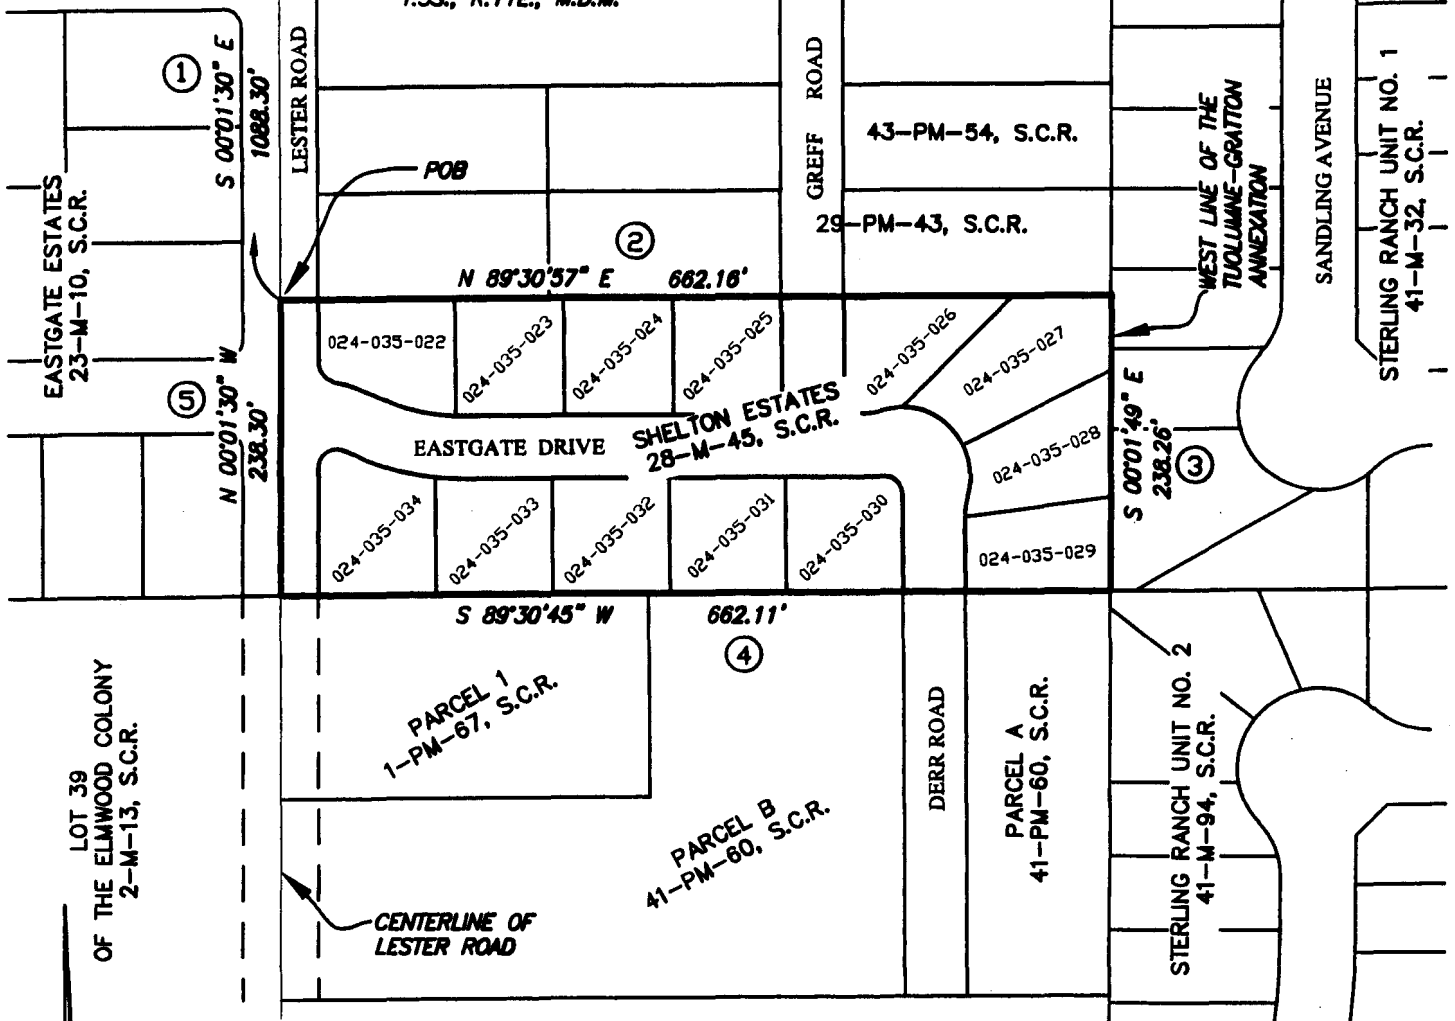 T.3S., R.11E., M.D.M.
1
S 00°01'30" E
1088.30'
LESTER ROAD
GREFF ROAD
43-PM-54, S.C.R.
WEST LINE OF THE
TUOLUMNE-GRATTON
ANNEXATION
SANDLING AVENUE
STERLING RANCH UNIT NO. 1
41-M-32, S.C.R.
POB
EASTGATE ESTATES
23-M-10, S.C.R.
29-PM-43, S.C.R.
2
N 89°30'57" E 662.16'
024-035-022
024-035-023
024-035-024
024-035-025
024-035-026
024-035-027
5
N 00°01'30" W
238.30'
EASTGATE DRIVE
SHELTON ESTATES
28-M-45, S.C.R.
024-035-028
S 00°01'49" E
238.26'
3
024-035-034
024-035-033
024-035-032
024-035-031
024-035-030
024-035-029
S 89°30'45" W 662.11'
4
LOT 39
OF THE ELMWOOD COLONY
2-M-13, S.C.R.
PARCEL 1
1-PM-67, S.C.R.
PARCEL B
41-PM-60, S.C.R.
DERR ROAD
PARCEL A
41-PM-60, S.C.R.
STERLING RANCH UNIT NO. 2
41-M-94, S.C.R.
CENTERLINE OF
LESTER ROAD